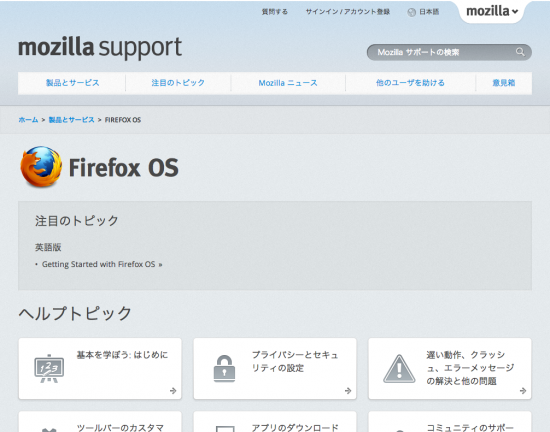 質問する サインイン / アカウント登録 日本語 mozilla
mozilla support
Mozilla サポートの検索
製品とサービス 注目のトピック Mozilla ニュース 他のユーザを助ける 意見箱
ホーム > 製品とサービス > FIREFOX OS
Firefox OS
注目のトピック
英語版
• Getting Started with Firefox OS »
ヘルプトピック
基本を学ぼう: はじめに
プライバシーとセキュ
リティの設定
遅い動作、クラッシ
ュ、エラーメッセージ
の解決と他の問題
ツールバーのカスタマ
アプリのダウンロード
コミュニティのサポー